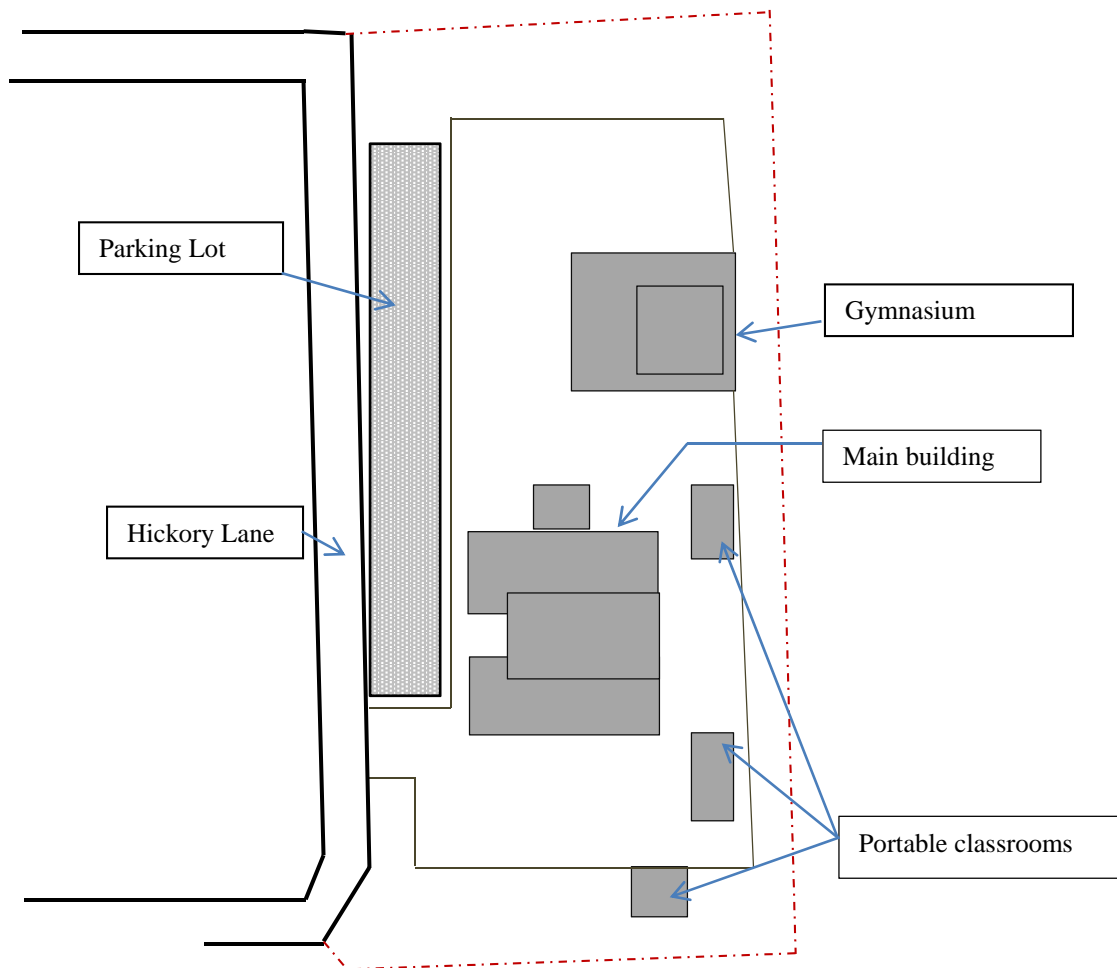 Parking Lot
Gymnasium
Main building
Hickory Lane
Portable classrooms